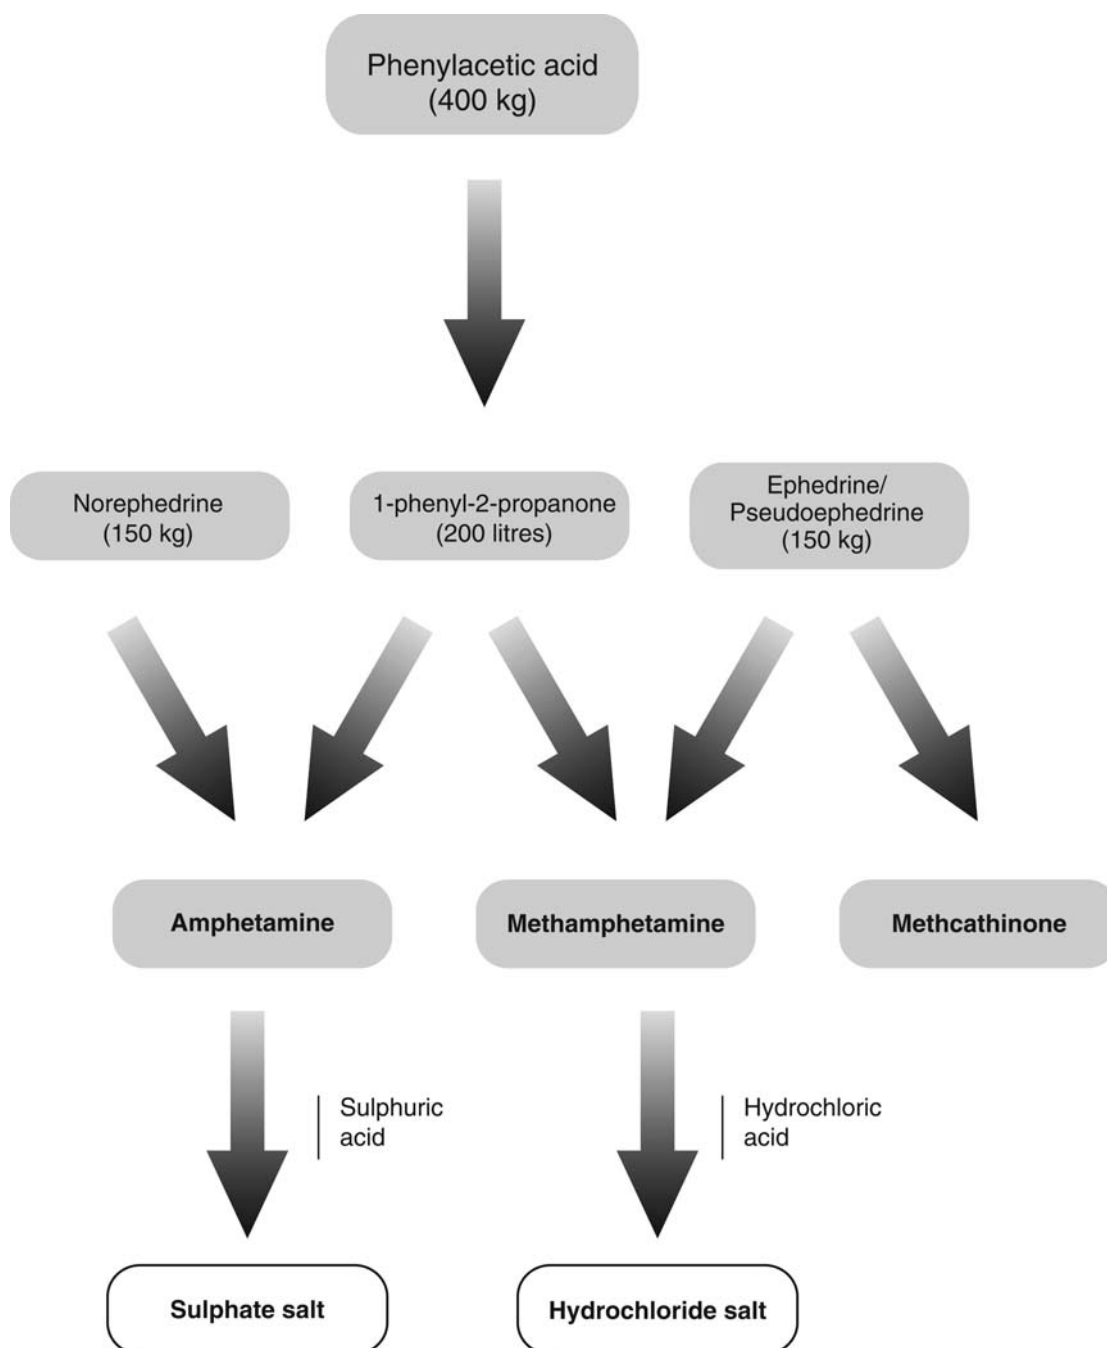 Phenylacetic acid
(400 kg)
Norephedrine
(150 kg)
1-phenyl-2-propanone
(200 litres)
Ephedrine/
Pseudoephedrine
(150 kg)
Amphetamine
Methamphetamine
Methcathinone
Sulphuric
acid
Hydrochloric
acid
Sulphate salt
Hydrochloride salt